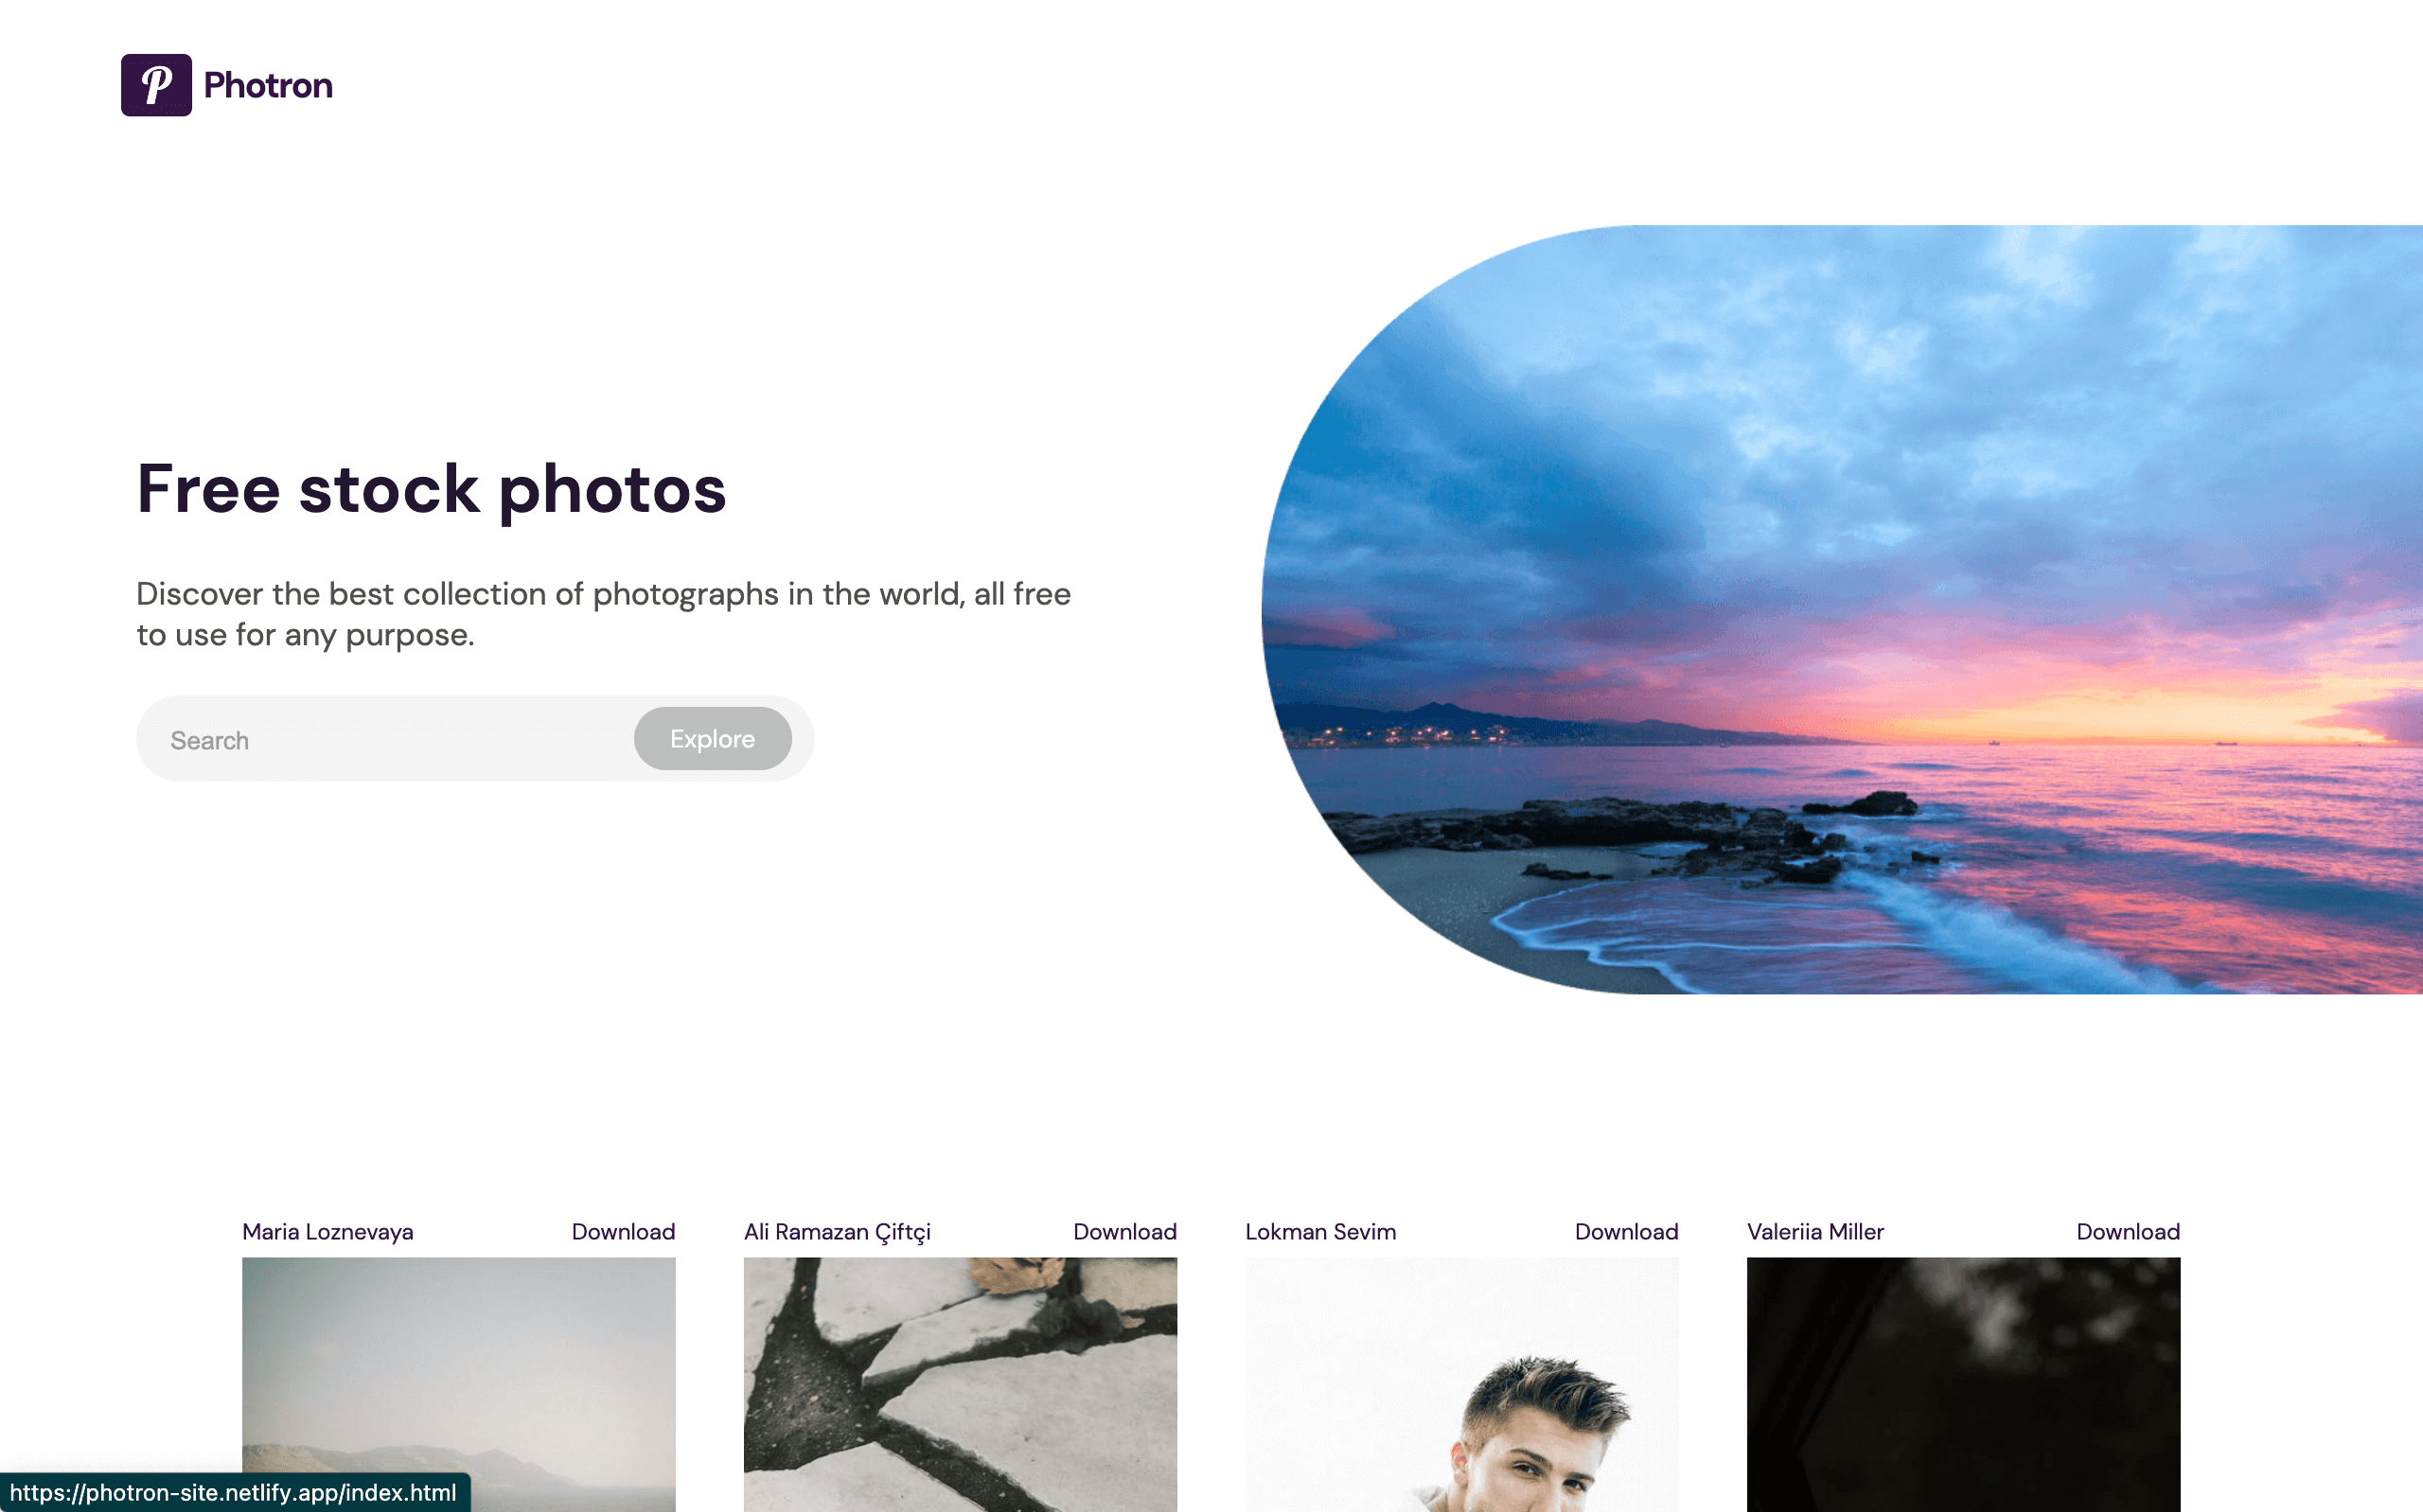 P Photron
Free stock photos
Discover the best collection of photographs in the world, all free
to use for any purpose.
Search Explore
Maria Loznevaya Download Ali Ramazan Çiftçi Download Lokman Sevim Download Valeriia Miller Download
https://photron-site.netlify.app/index.html